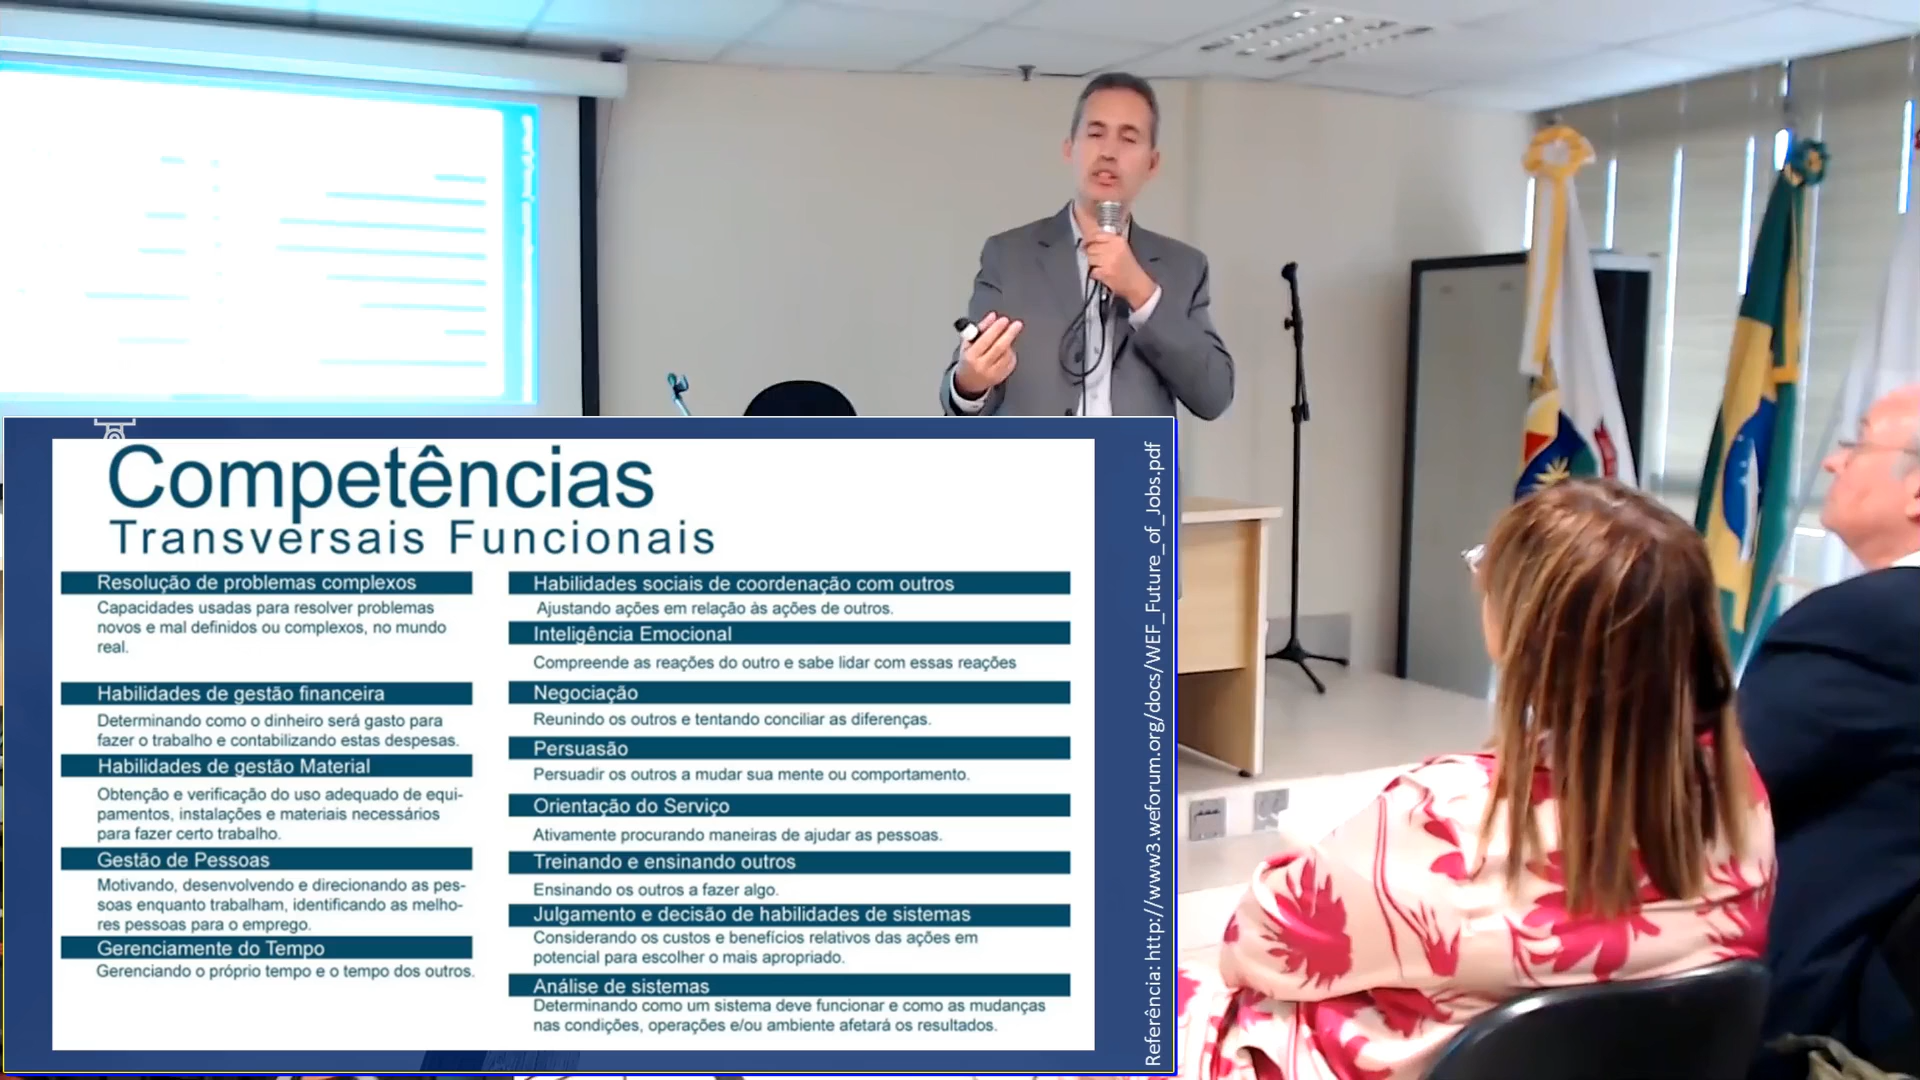 Competências
Transversais Funcionais
Resolução de problemas complexos
Capacidades usadas para resolver problemas
novos e mal definidos ou complexos, no mundo
real.
Habilidades de gestão financeira
Determinando como o dinheiro será gasto para
fazer o trabalho e contabilizando estas despesas.
Habilidades de gestão Material
Obtenção e verificação do uso adequado de equi-
pamentos, instalações e materiais necessários
para fazer certo trabalho.
Gestão de Pessoas
Motivando, desenvolvendo e direcionando as pes-
soas enquanto trabalham, identificando as melho-
res pessoas para o emprego.
Gerenciamente do Tempo
Gerenciando o próprio tempo e o tempo dos outros.
Habilidades sociais de coordenação com outros
Ajustando ações em relação às ações de outros.
Inteligência Emocional
Compreende as reações do outro e sabe lidar com essas reações
Negociação
Reunindo os outros e tentando conciliar as diferenças.
Persuasão
Persuadir os outros a mudar sua mente ou comportamento.
Orientação do Serviço
Ativamente procurando maneiras de ajudar as pessoas.
Treinando e ensinando outros
Ensinando os outros a fazer algo.
Julgamento e decisão de habilidades de sistemas
Considerando os custos e benefícios relativos das ações em
potencial para escolher o mais apropriado.
Análise de sistemas
Determinando como um sistema deve funcionar e como as mudanças
nas condições, operações e/ou ambiente afetará os resultados.
Referência: http://www3.weforum.org/docs/WEF_Future_of_Jobs.pdf